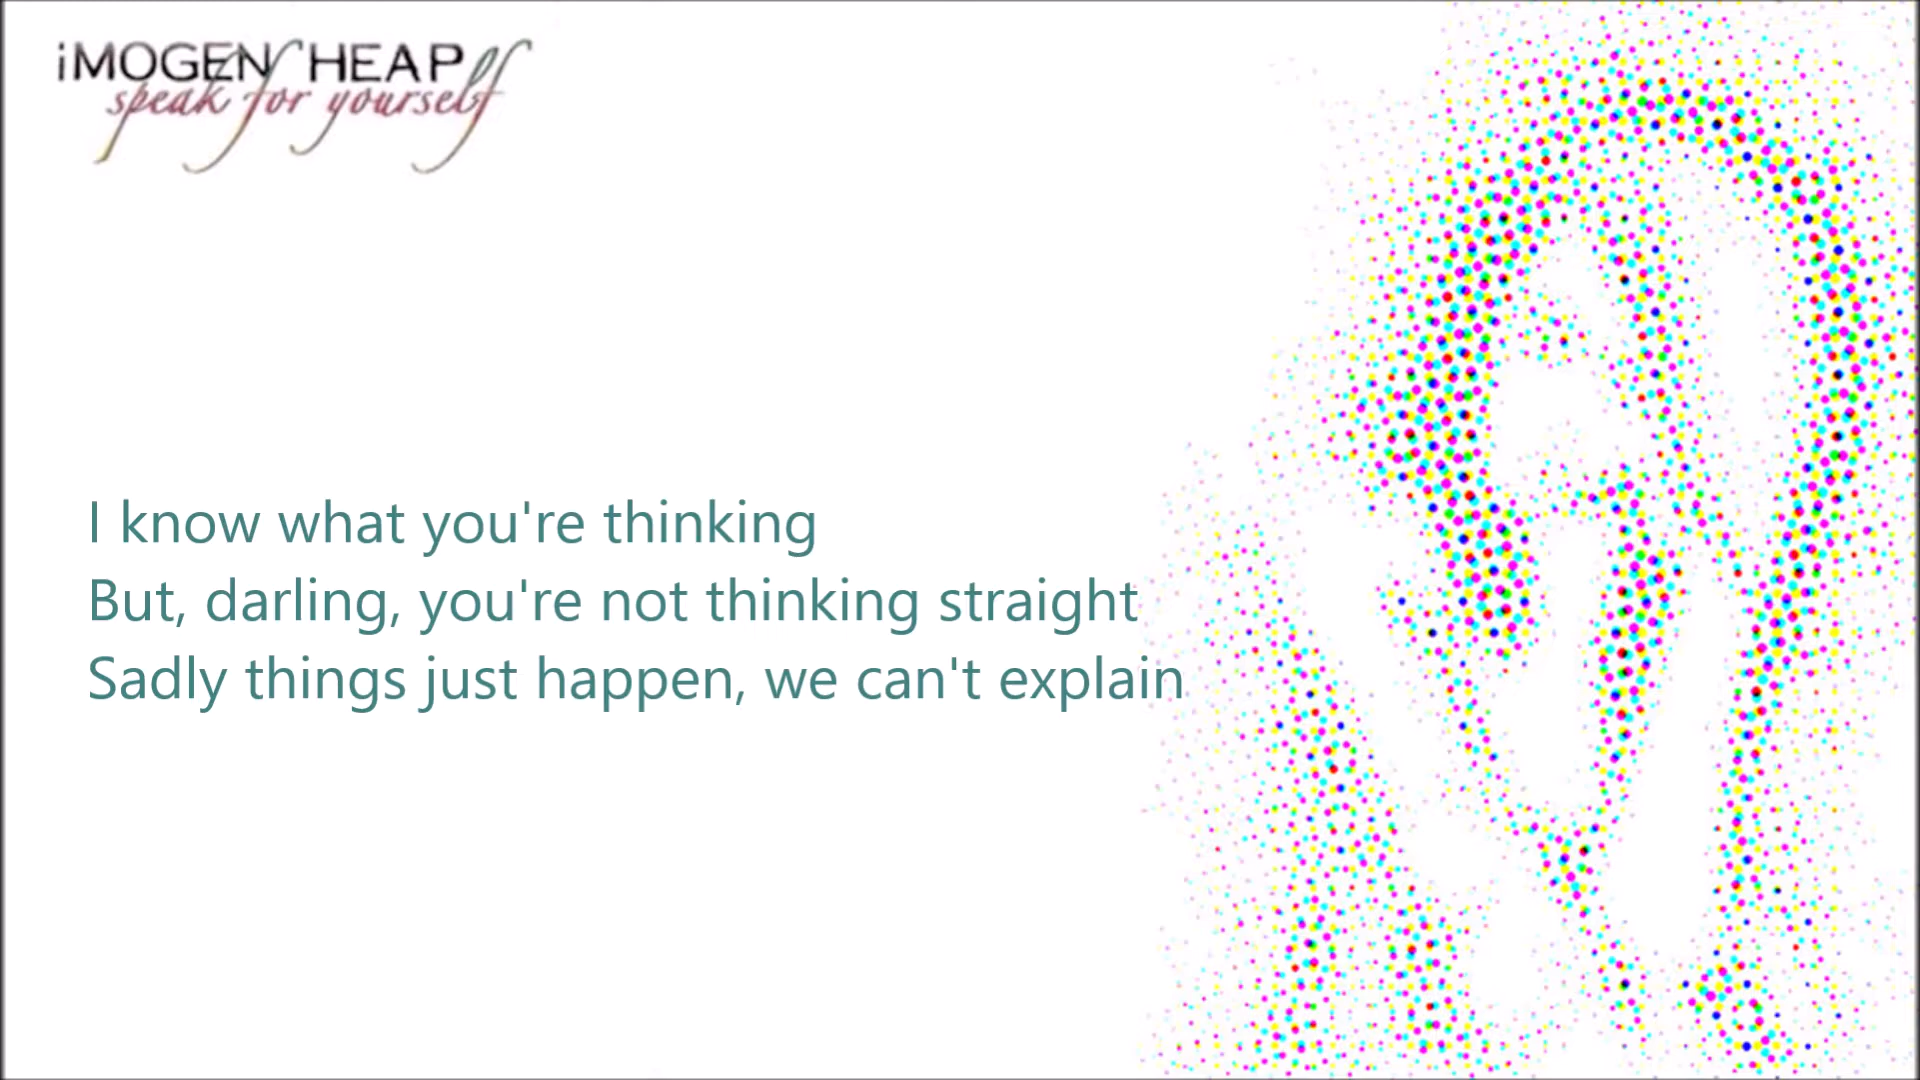 iMOGEN HEAP
speak for yourself
I know what you're thinking
But, darling, you're not thinking straight
Sadly things just happen, we can't explain